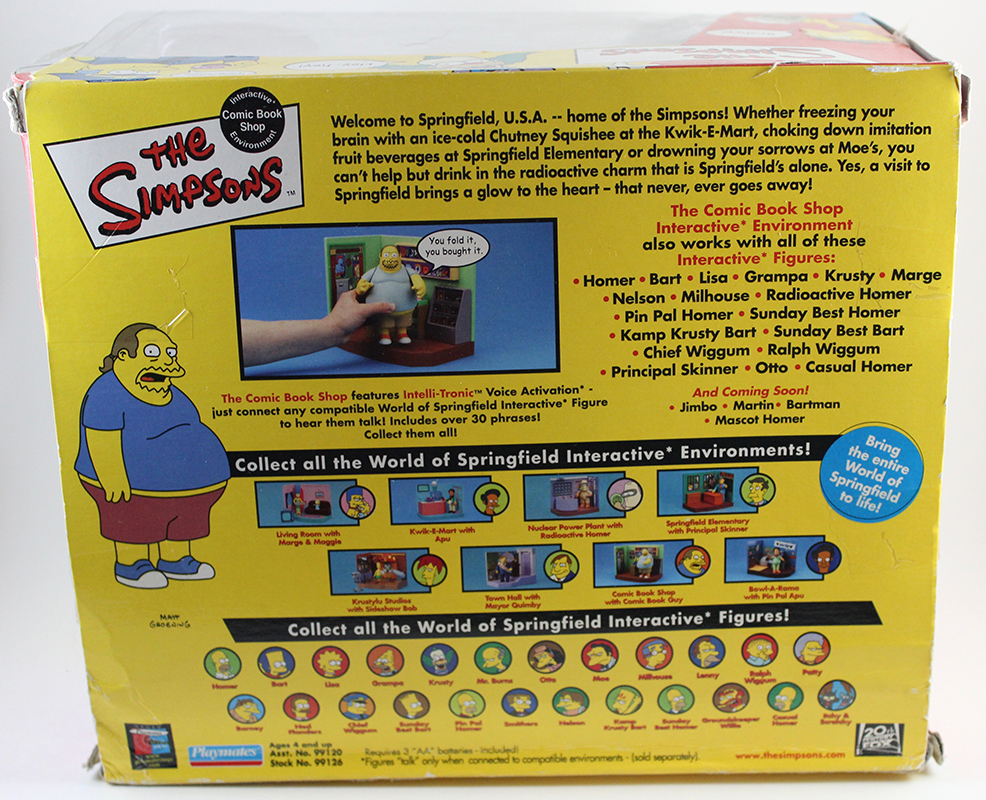 Interactive*
Comic Book
Shop
Environment
THE
SIMPSONS™
Welcome to Springfield, U.S.A. -- home of the Simpsons! Whether freezing your
brain with an ice-cold Chutney Squishee at the Kwik-E-Mart, choking down imitation
fruit beverages at Springfield Elementary or drowning your sorrows at Moe's, you
can't help but drink in the radioactive charm that is Springfield's alone. Yes, a visit to
Springfield brings a glow to the heart – that never, ever goes away!
You fold it,
you bought it.
The Comic Book Shop
Interactive* Environment
also works with all of these
Interactive* Figures:
• Homer • Bart • Lisa • Grampa • Krusty • Marge
• Nelson • Milhouse • Radioactive Homer
• Pin Pal Homer • Sunday Best Homer
• Kamp Krusty Bart • Sunday Best Bart
• Chief Wiggum • Ralph Wiggum
• Principal Skinner • Otto • Casual Homer
And Coming Soon!
• Jimbo • Martin • Bartman
• Mascot Homer
The Comic Book Shop features Intelli-Tronic™ Voice Activation* -
just connect any compatible World of Springfield Interactive* Figure
to hear them talk! Includes over 30 phrases!
Collect them all!
Collect all the World of Springfield Interactive* Environments!
Bring
the entire
World of
Springfield
to life!
Living Room with
Marge & Maggie
Kwik-E-Mart with
Apu
Nuclear Power Plant with
Radioactive Homer
Springfield Elementary
with Principal Skinner
Krustylu Studios
with Sideshow Bob
Town Hall with
Mayor Quimby
Comic Book Shop
with Comic Book Guy
Bowl-A-Rama
with Pin Pal Apu
MATT
GROENING
Collect all the World of Springfield Interactive* Figures!
Homer Bart Lisa Grampa Krusty Mr. Burns Otto Moe Milhouse Lenny Ralph Wiggum Patty
Barney Ned Flanders Chief Wiggum Sunday Best Bart Pin Pal Homer Smithers Nelson Kamp Krusty Bart Sunday Best Homer Groundskeeper Willie Casual Homer Itchy & Scratchy
Playmates
Ages 4 and up
Asst. No. 99120
Stock No. 99126
Requires 3 "AA" batteries - included!
*Figures "talk" only when connected to compatible environments - (sold separately).
www.thesimpsons.com
20th
CENTURY
FOX